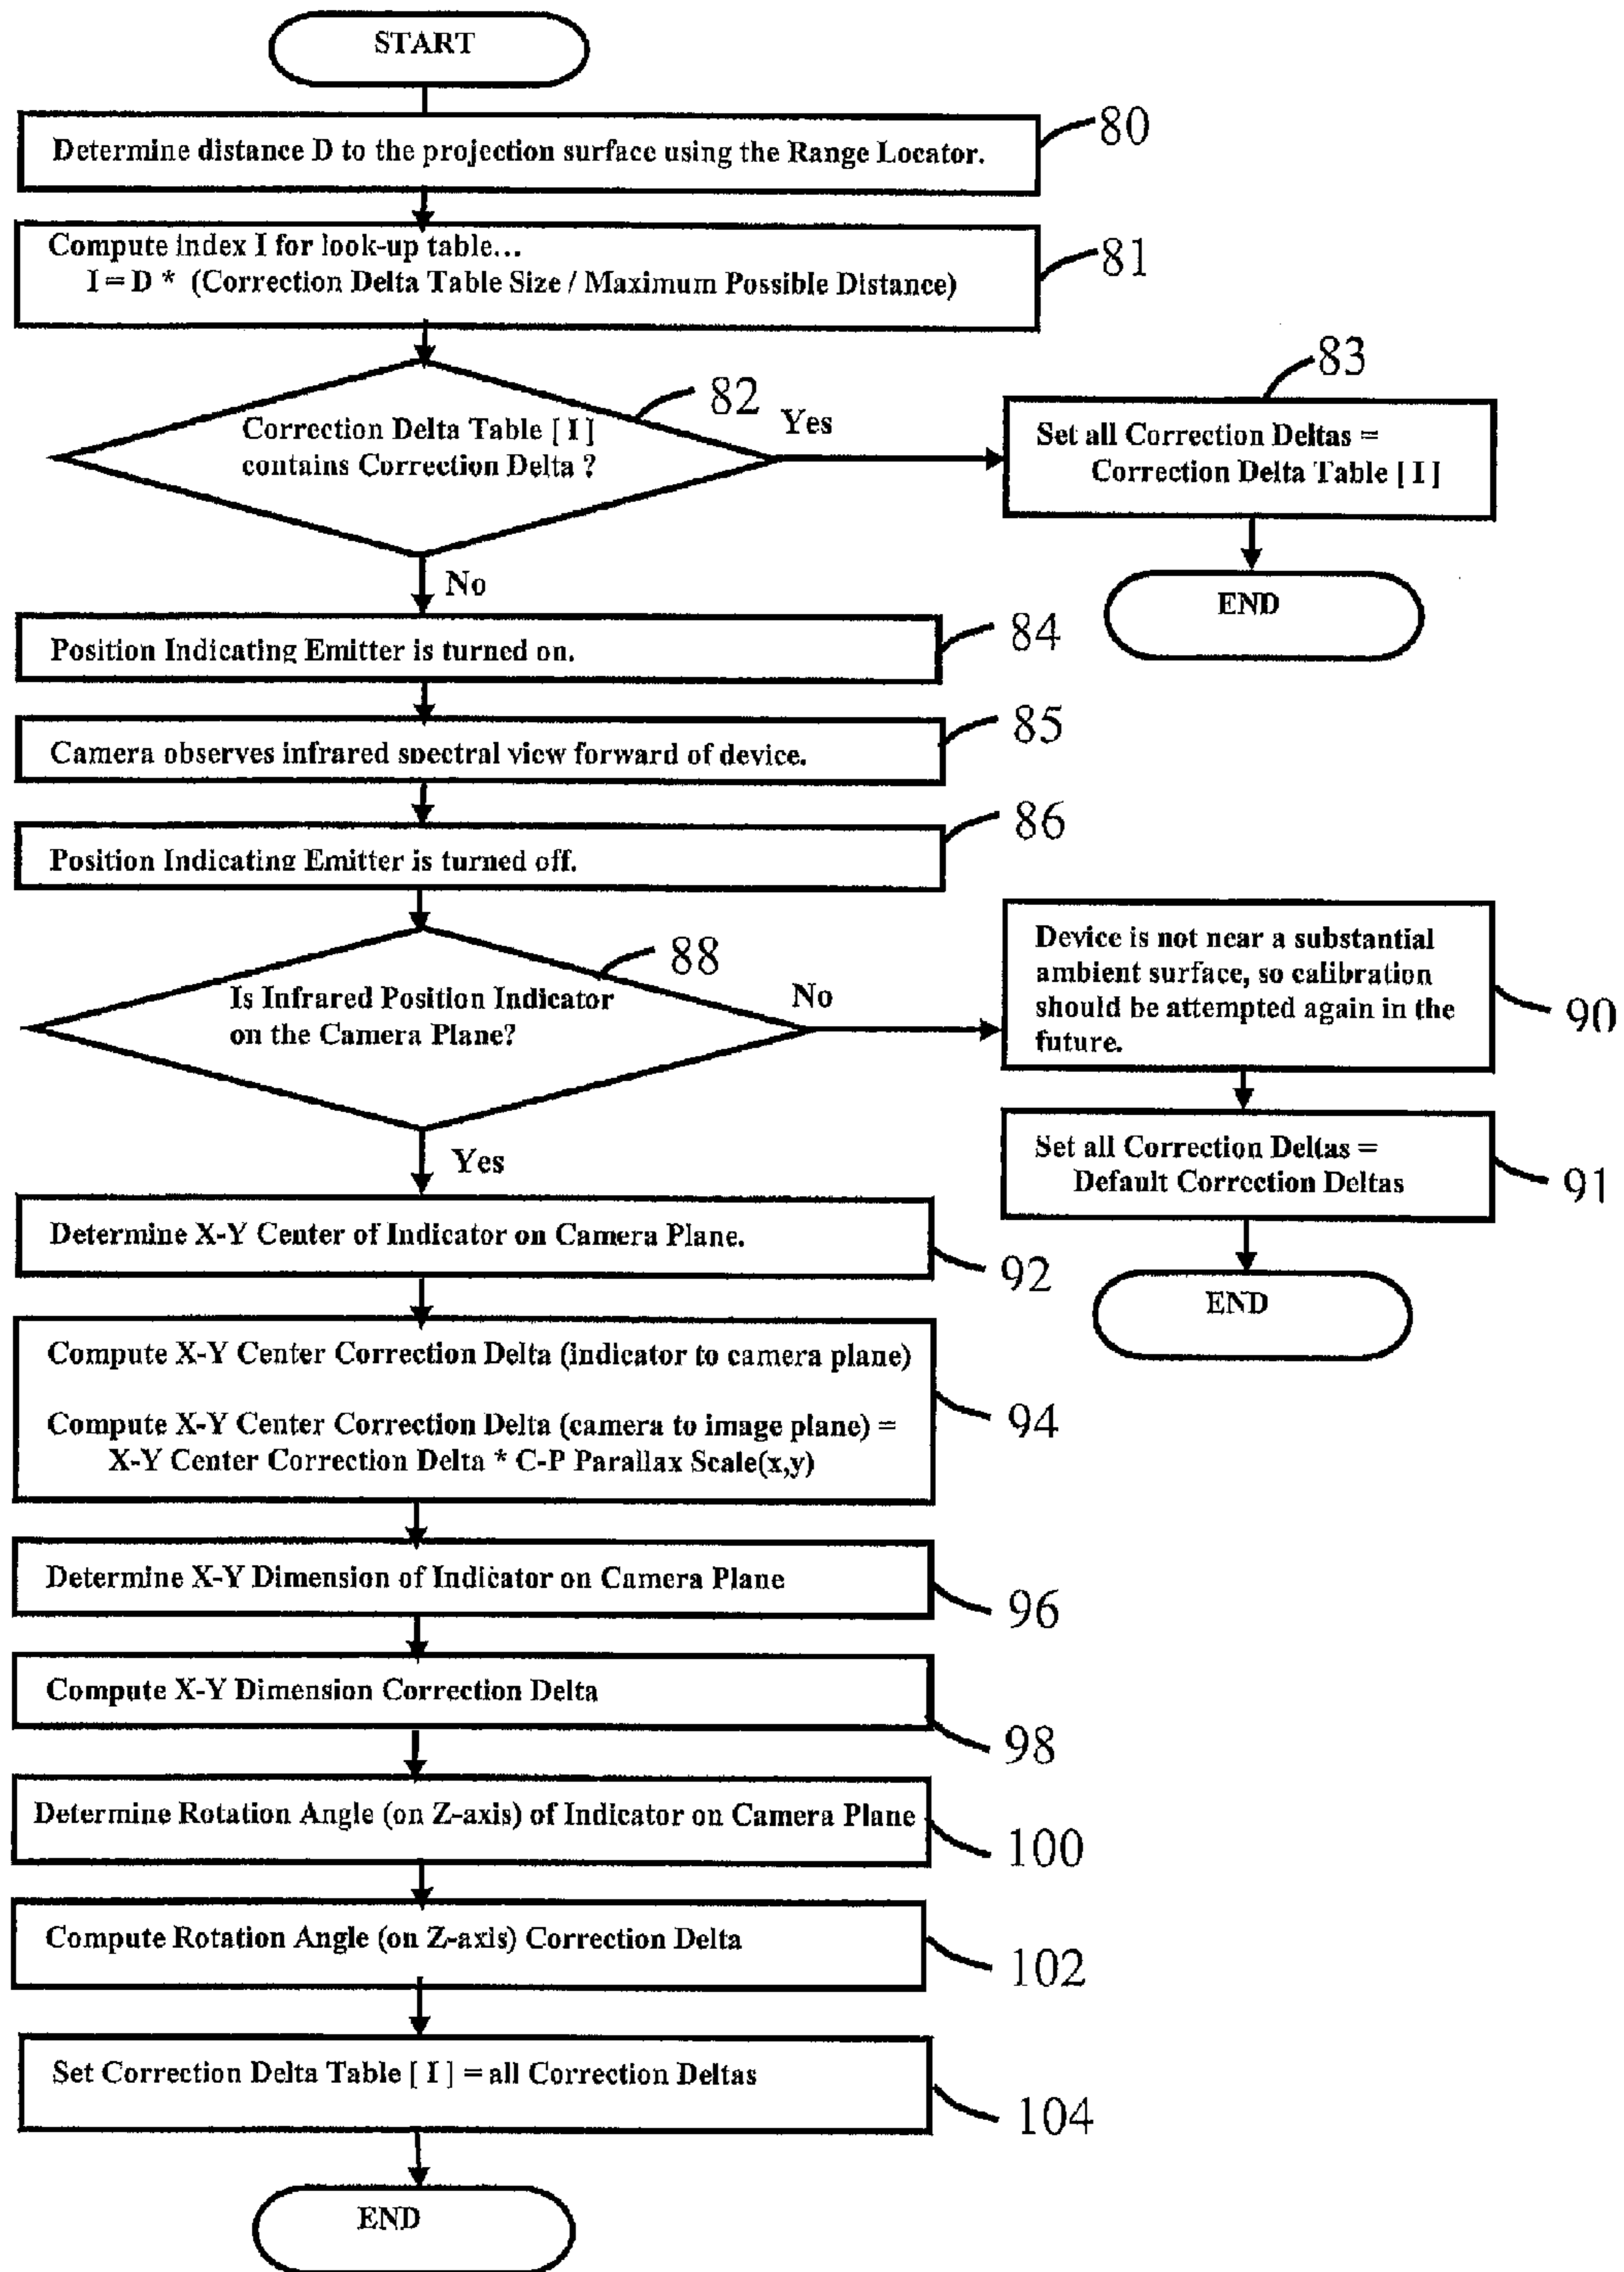 START
Determine distance D to the projection surface using the Range Locator.
80
Compute index I for look-up table...
I = D * (Correction Delta Table Size / Maximum Possible Distance)
81
Correction Delta Table [ I ]
contains Correction Delta ?
82
Yes
83
Set all Correction Deltas =
Correction Delta Table [ I ]
END
No
Position Indicating Emitter is turned on.
84
Camera observes infrared spectral view forward of device.
85
Position Indicating Emitter is turned off.
86
Is Infrared Position Indicator
on the Camera Plane?
88
No
Device is not near a substantial
ambient surface, so calibration
should be attempted again in the
future.
90
Set all Correction Deltas =
Default Correction Deltas
91
END
Yes
Determine X-Y Center of Indicator on Camera Plane.
92
Compute X-Y Center Correction Delta (indicator to camera plane)
Compute X-Y Center Correction Delta (camera to image plane) =
X-Y Center Correction Delta * C-P Parallax Scale(x,y)
94
Determine X-Y Dimension of Indicator on Camera Plane
96
Compute X-Y Dimension Correction Delta
98
Determine Rotation Angle (on Z-axis) of Indicator on Camera Plane
100
Compute Rotation Angle (on Z-axis) Correction Delta
102
Set Correction Delta Table [ I ] = all Correction Deltas
104
END